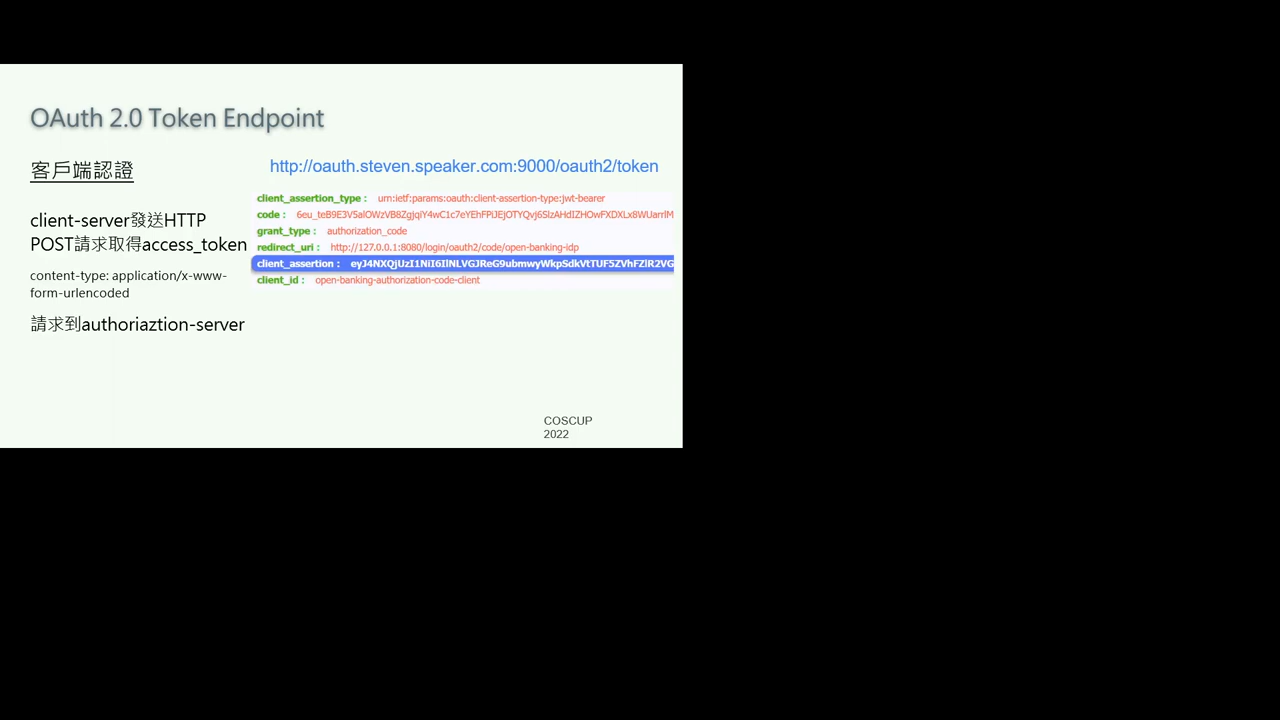 OAuth 2.0 Token Endpoint
客戶端認證
http://oauth.steven.speaker.com:9000/oauth2/token
client-server發送HTTP
POST請求取得access_token
content-type: application/x-www-
form-urlencoded
請求到authoriaztion-server
client_assertion_type : urn:ietf:params:oauth:client-assertion-type:jwt-bearer
code :
grant_type : authorization_code
redirect_uri : http://127.0.0.1:8080/login/oauth2/code/open-banking-idp
client_assertion :
client_id : open-banking-authorization-code-client
COSCUP
2022